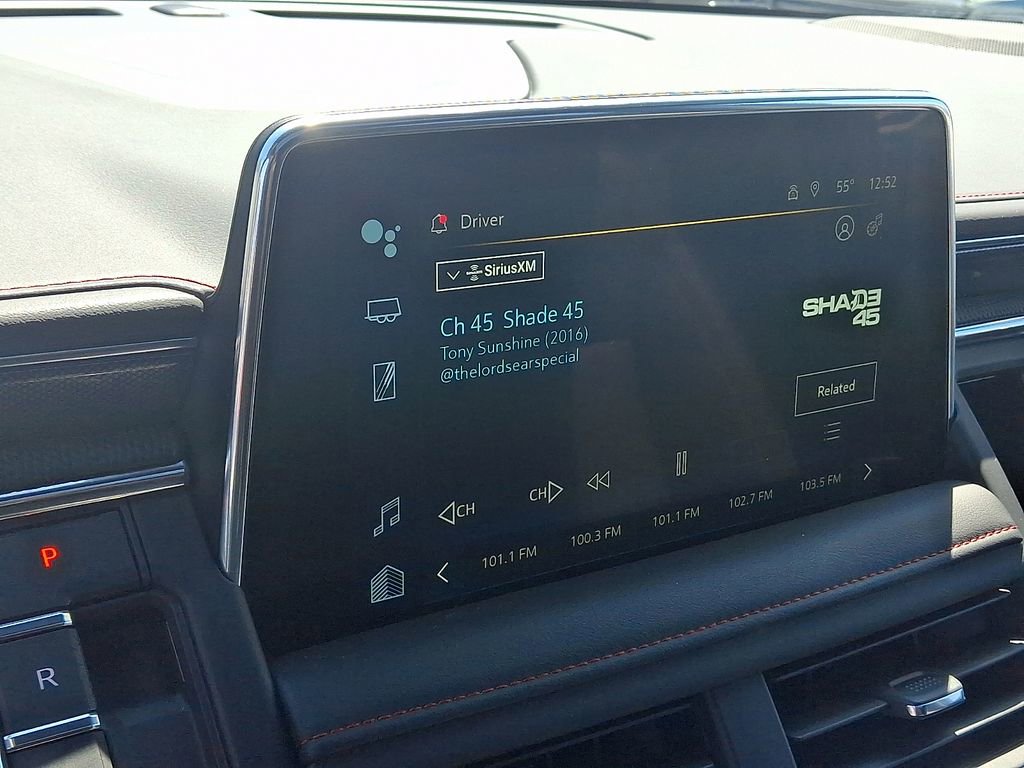 55° 12:52
Driver
SiriusXM
Ch 45 Shade 45
Tony Sunshine (2016)
@thelordsearspecial
SHADE
45
Related
CH CH
101.1 FM 100.3 FM 101.1 FM 102.7 FM 103.5 FM
P
R